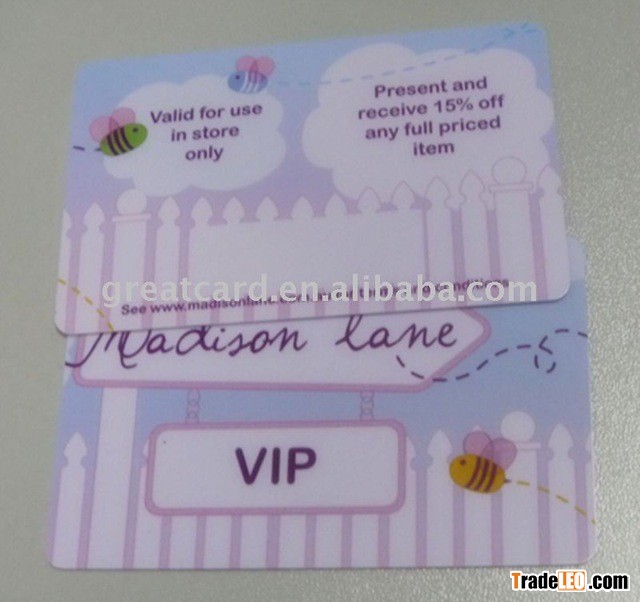 Valid for use
in store
only
Present and
receive 15% off
any full priced
item
greatcard.en.alibaba.com
See www.madisonlane
Madison lane
VIP
TradeLEO.com